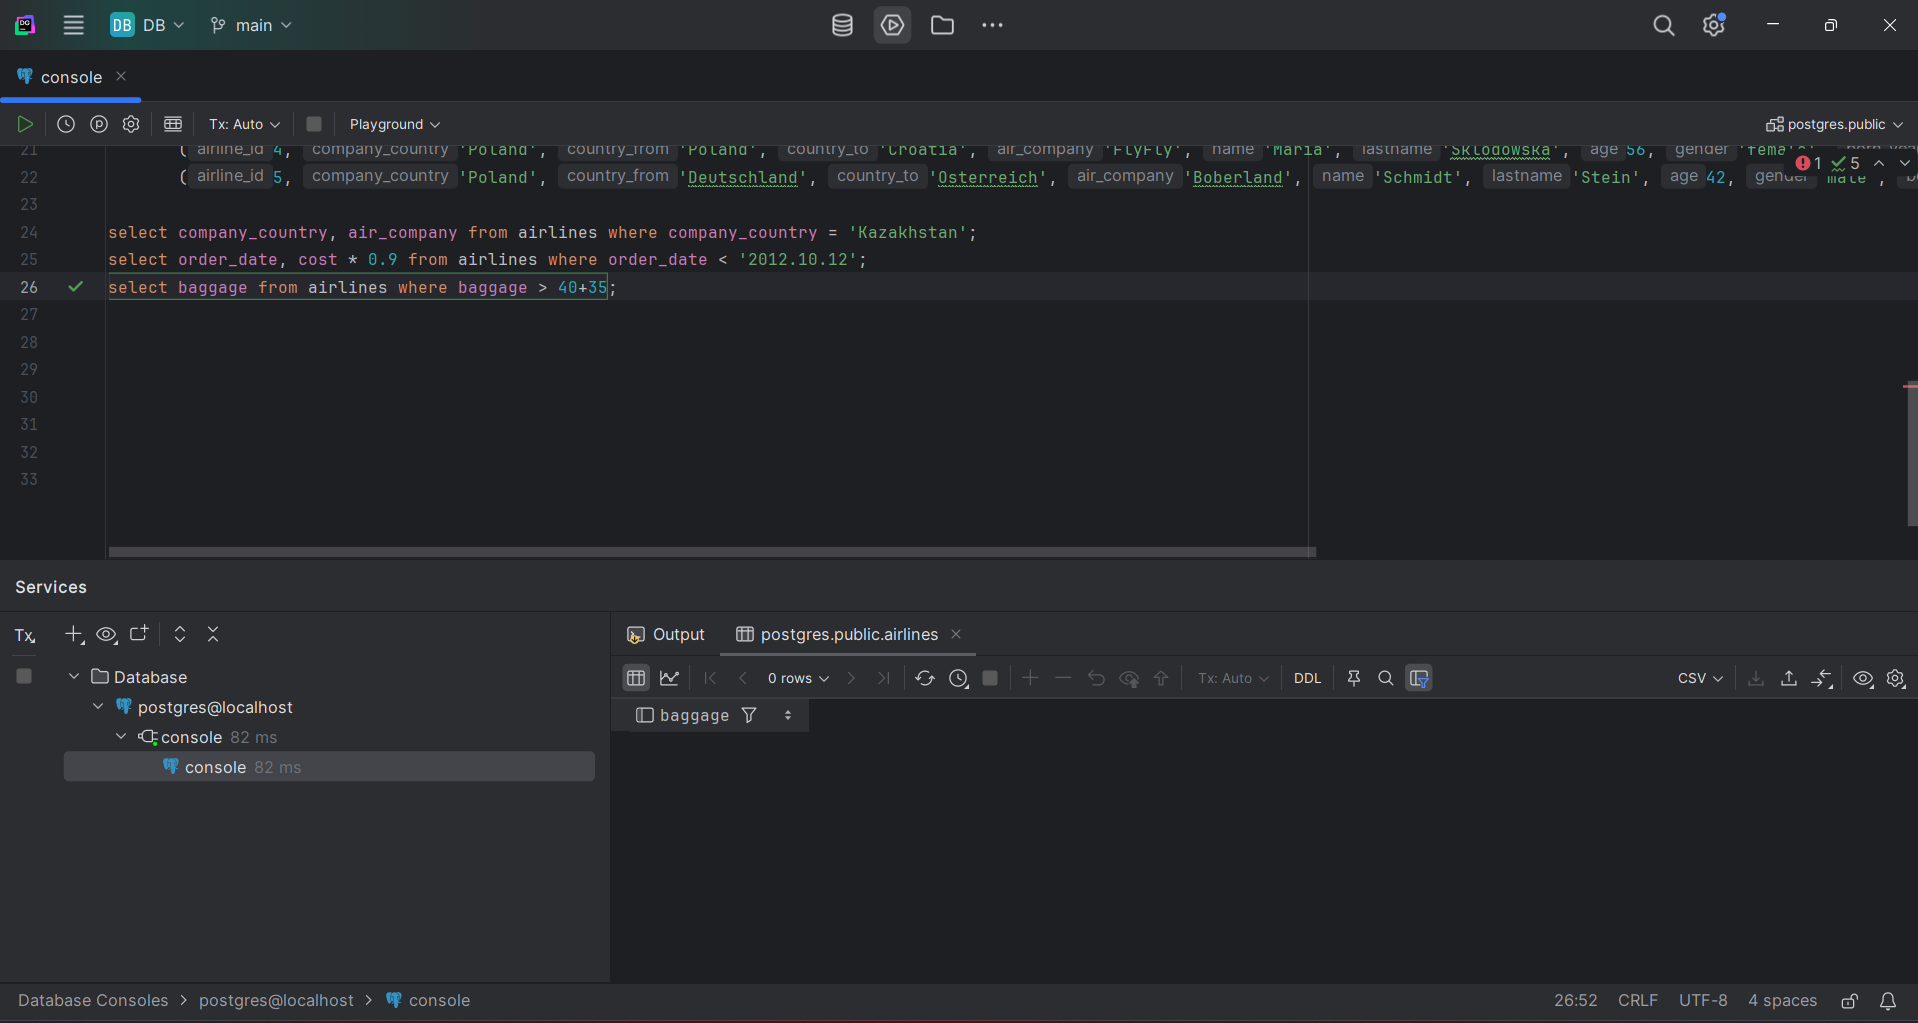 DB DB main
console
Tx: Auto Playground postgres.public
21 ( airline_id 4, company_country 'Poland', country_from 'Poland', country_to 'Croatia', air_company 'FlyFly', name 'Maria', lastname 'Sklodowska', age 56, gender 'female'
22 ( airline_id 5, company_country 'Poland', country_from 'Deutschland', country_to 'Osterreich', air_company 'Boberland', name 'Schmidt', lastname 'Stein', age 42, gender 'male',
1 5
23
24 select company_country, air_company from airlines where company_country = 'Kazakhstan';
25 select order_date, cost * 0.9 from airlines where order_date < '2012.10.12';
26 select baggage from airlines where baggage > 40+35;
27
28
29
30
31
32
33
Services
Tx
Database
postgres@localhost
console 82 ms
console 82 ms
Output postgres.public.airlines
0 rows Tx: Auto DDL CSV
baggage
Database Consoles > postgres@localhost > console 26:52 CRLF UTF-8 4 spaces